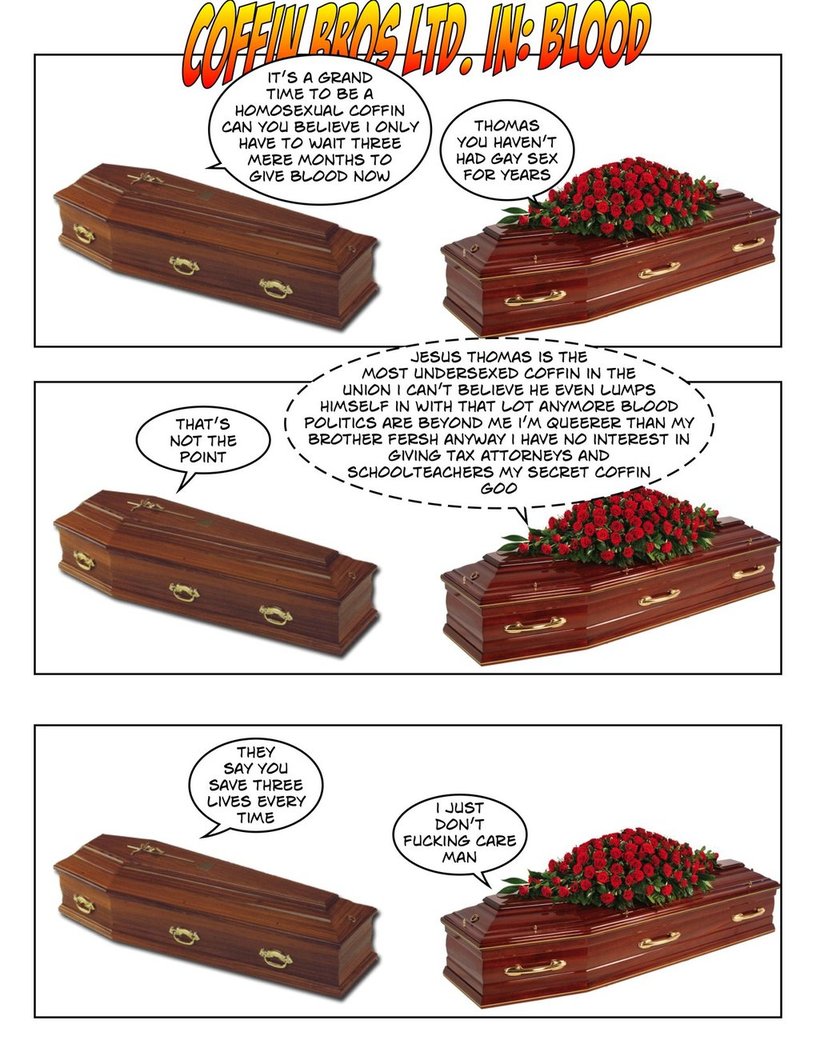 COFFIN BROS LTD. IN: BLOOD
IT'S A GRAND
TIME TO BE A
HOMOSEXUAL COFFIN
CAN YOU BELIEVE I ONLY
HAVE TO WAIT THREE
MERE MONTHS TO
GIVE BLOOD NOW
THOMAS
YOU HAVEN'T
HAD GAY SEX
FOR YEARS
THAT'S
NOT THE
POINT
JESUS THOMAS IS THE
MOST UNDERSEXED COFFIN IN THE
UNION I CAN'T BELIEVE HE EVEN LUMPS
HIMSELF IN WITH THAT LOT ANYMORE BLOOD
POLITICS ARE BEYOND ME I'M QUEERER THAN MY
BROTHER FERSH ANYWAY I HAVE NO INTEREST IN
GIVING TAX ATTORNEYS AND
SCHOOLTEACHERS MY SECRET COFFIN
GOO
THEY
SAY YOU
SAVE THREE
LIVES EVERY
TIME
I JUST
DON'T
FUCKING CARE
MAN